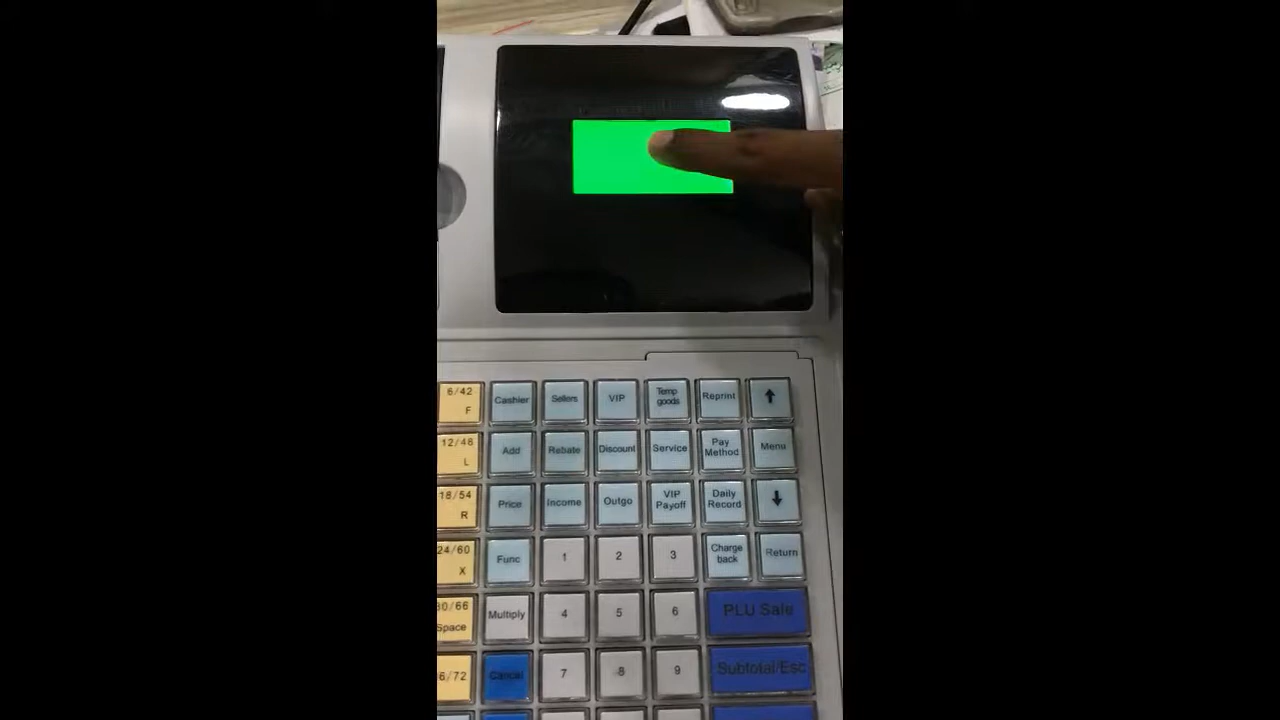 6/42
F
Cashier
Sellers
VIP
Temp
goods
Reprint
↑
12/48
L
Add
Rebate
Discount
Service
Pay
Method
Menu
18/54
R
Price
Income
Outgo
VIP
Payoff
Daily
Record
↓
24/60
X
Func
1
2
3
Charge
back
Return
30/66
Space
Multiply
4
5
6
PLU Sale
6/72
Cancel
7
8
9
Subtotal/Esc